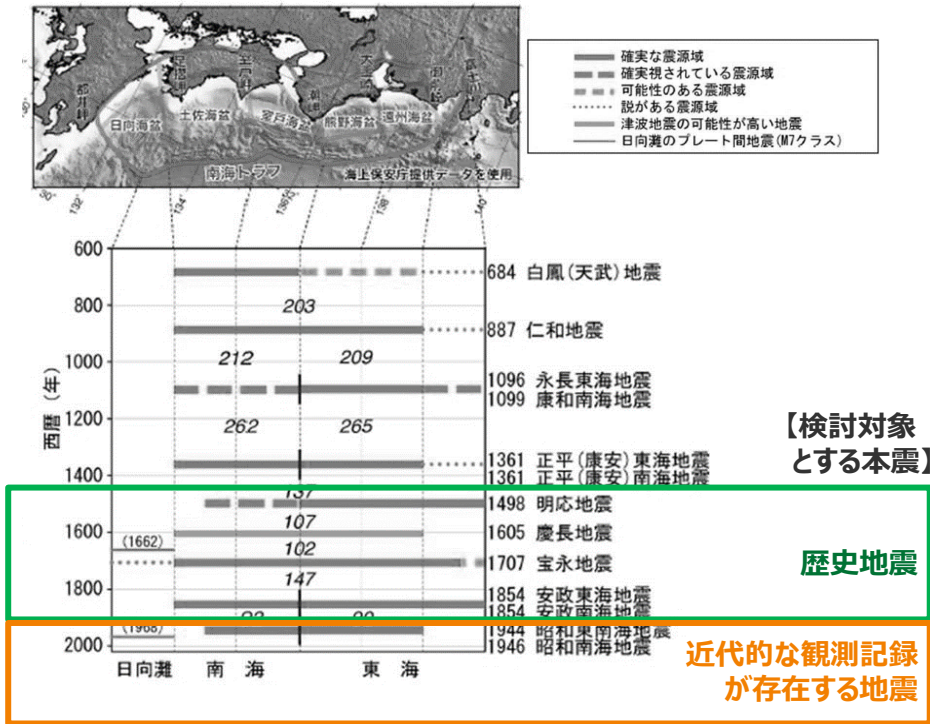 都井岬
足摺岬
室戸岬
潮岬
大王崎
御前崎
富士川
日向海盆
土佐海盆
室戸海盆
熊野海盆
遠州海盆
南海トラフ
海上保安庁提供データを使用
132
134
136
138
140
確実な震源域
確実視されている震源域
可能性のある震源域
説がある震源域
津波地震の可能性が高い地震
日向灘のプレート間地震(M7クラス)
西暦(年)
600
800
1000
1200
1400
1600
1800
2000
684 白鳳(天武)地震
203
887 仁和地震
212
209
1096 永長東海地震
1099 康和南海地震
262
265
1361 正平(康安)東海地震
1361 正平(康安)南海地震
137
1498 明応地震
107
1605 慶長地震
(1662)
102
1707 宝永地震
147
1854 安政東海地震
1854 安政南海地震
(1968)
1944 昭和東南海地震
1946 昭和南海地震
日向灘
南 海
東 海
【検討対象
とする本震】
歴史地震
近代的な観測記録
が存在する地震